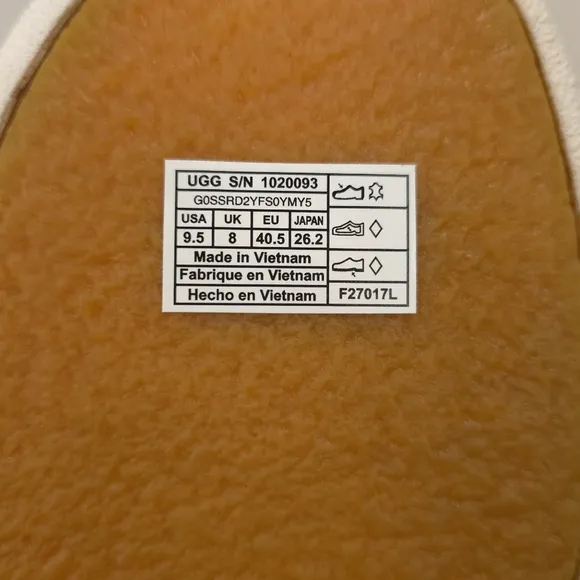 UGG S/N 1020093
G0SSRD2YFS0YMY5
USA UK EU JAPAN
9.5 8 40.5 26.2
Made in Vietnam
Fabrique en Vietnam
Hecho en Vietnam
F27017L